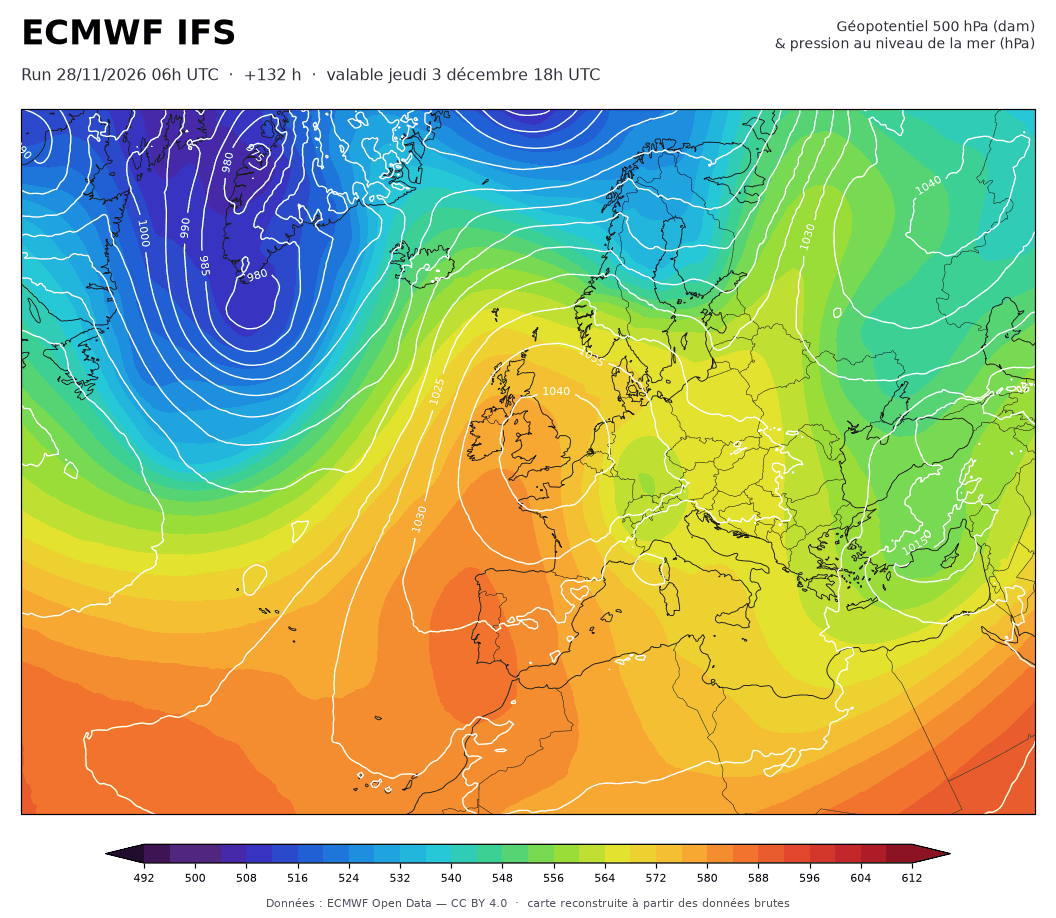 ECMWF IFS
Géopotentiel 500 hPa (dam)
& pression au niveau de la mer (hPa)
Run 28/11/2026 06h UTC · +132 h · valable jeudi 3 décembre 18h UTC
980
1040
1000
990
1030
985
980
1035
1040
1025
1030
1015
492 500 508 516 524 532 540 548 556 564 572 580 588 596 604 612
Données : ECMWF Open Data — CC BY 4.0 · carte reconstruite à partir des données brutes